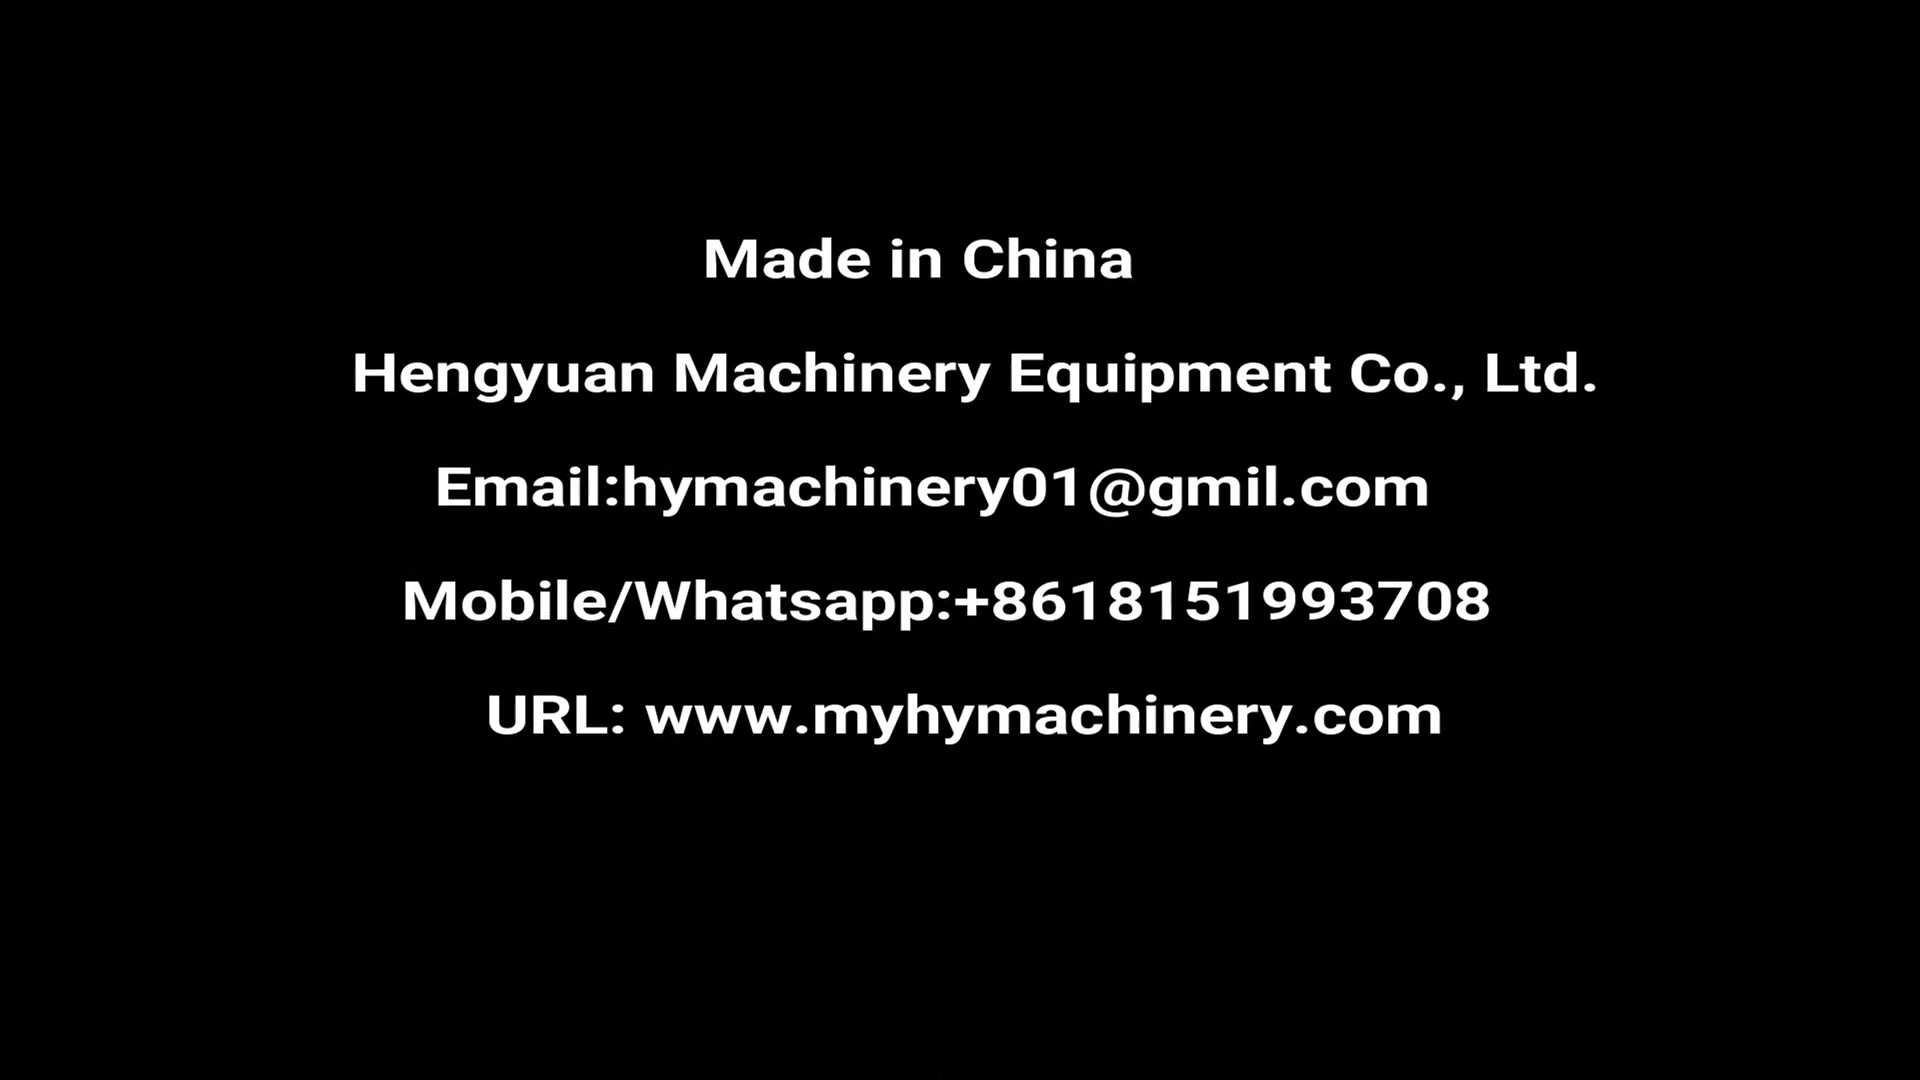 Made in China
Hengyuan Machinery Equipment Co., Ltd.
Email:hymachinery01@gmil.com
Mobile/Whatsapp:+8618151993708
URL: www.myhymachinery.com